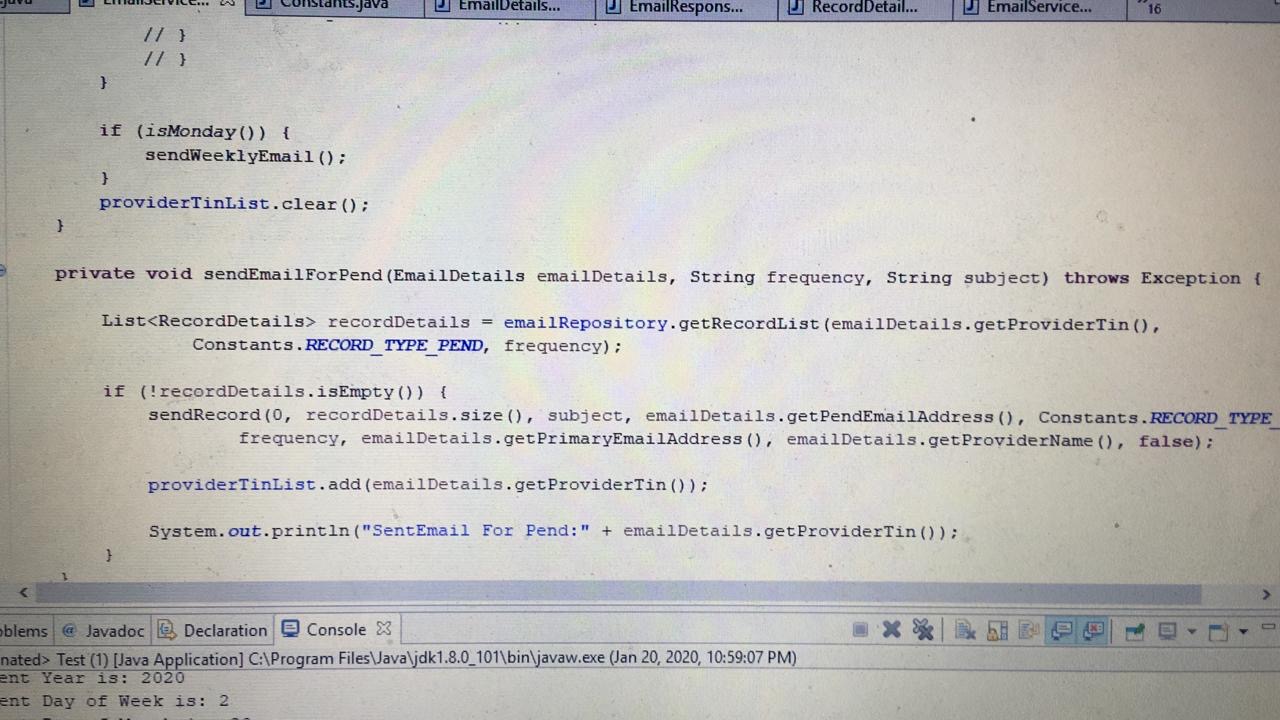 EmailService...
Constants.java
EmailDetails...
EmailRespons...
RecordDetail...
EmailService...
16
// }
// }
}
if (isMonday()) {
sendWeeklyEmail();
}
providerTinList.clear();
}
private void sendEmailForPend(EmailDetails emailDetails, String frequency, String subject) throws Exception {
List<RecordDetails> recordDetails = emailRepository.getRecordList(emailDetails.getProviderTin(),
Constants.RECORD_TYPE_PEND, frequency);
if (!recordDetails.isEmpty()) {
sendRecord(0, recordDetails.size(), subject, emailDetails.getPendEmailAddress(), Constants.RECORD_TYPE_
frequency, emailDetails.getPrimaryEmailAddress(), emailDetails.getProviderName(), false);
providerTinList.add(emailDetails.getProviderTin());
System.out.println("SentEmail For Pend:" + emailDetails.getProviderTin());
}
}
oblems @ Javadoc Declaration Console
nated> Test (1) [Java Application] C:\Program Files\Java\jdk1.8.0_101\bin\javaw.exe (Jan 20, 2020, 10:59:07 PM)
ent Year is: 2020
ent Day of Week is: 2